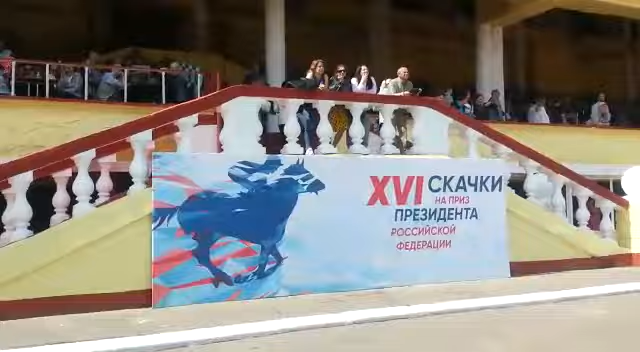 XVI СКАЧКИ
НА ПРИЗ
ПРЕЗИДЕНТА
РОССИЙСКОЙ
ФЕДЕРАЦИИ